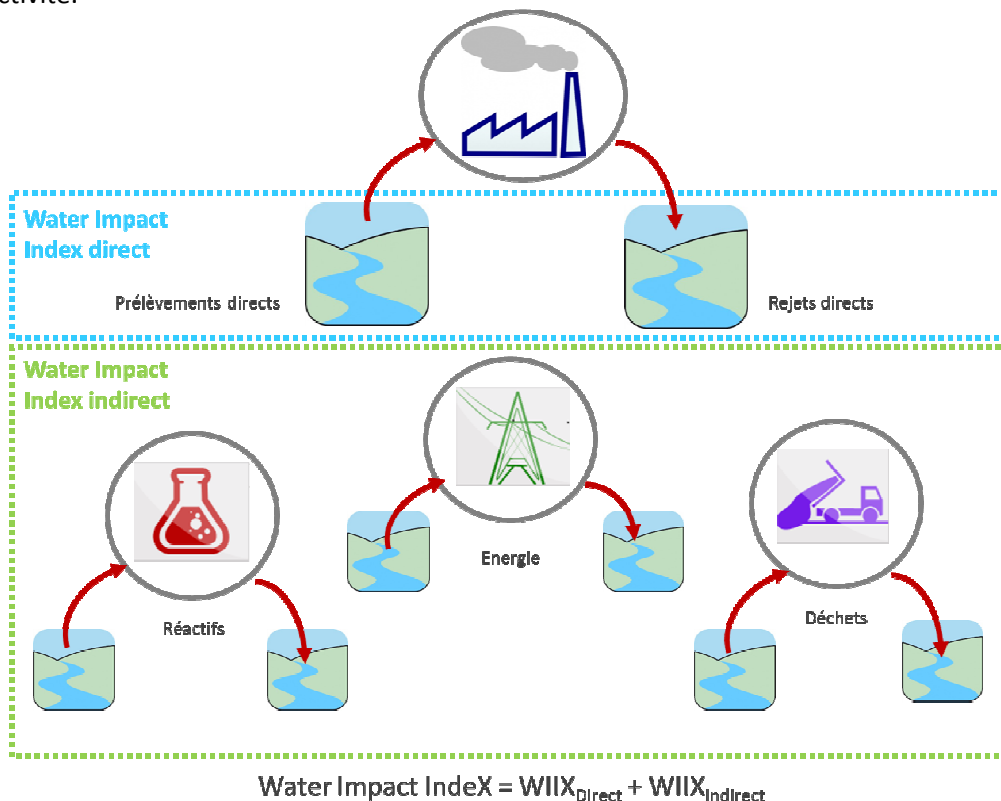 Water Impact
Index direct
Prélèvements directs
Rejets directs
Water Impact
Index indirect
Energie
Réactifs
Déchets
Water Impact IndeX = WIIX_Direct + WIIX_Indirect